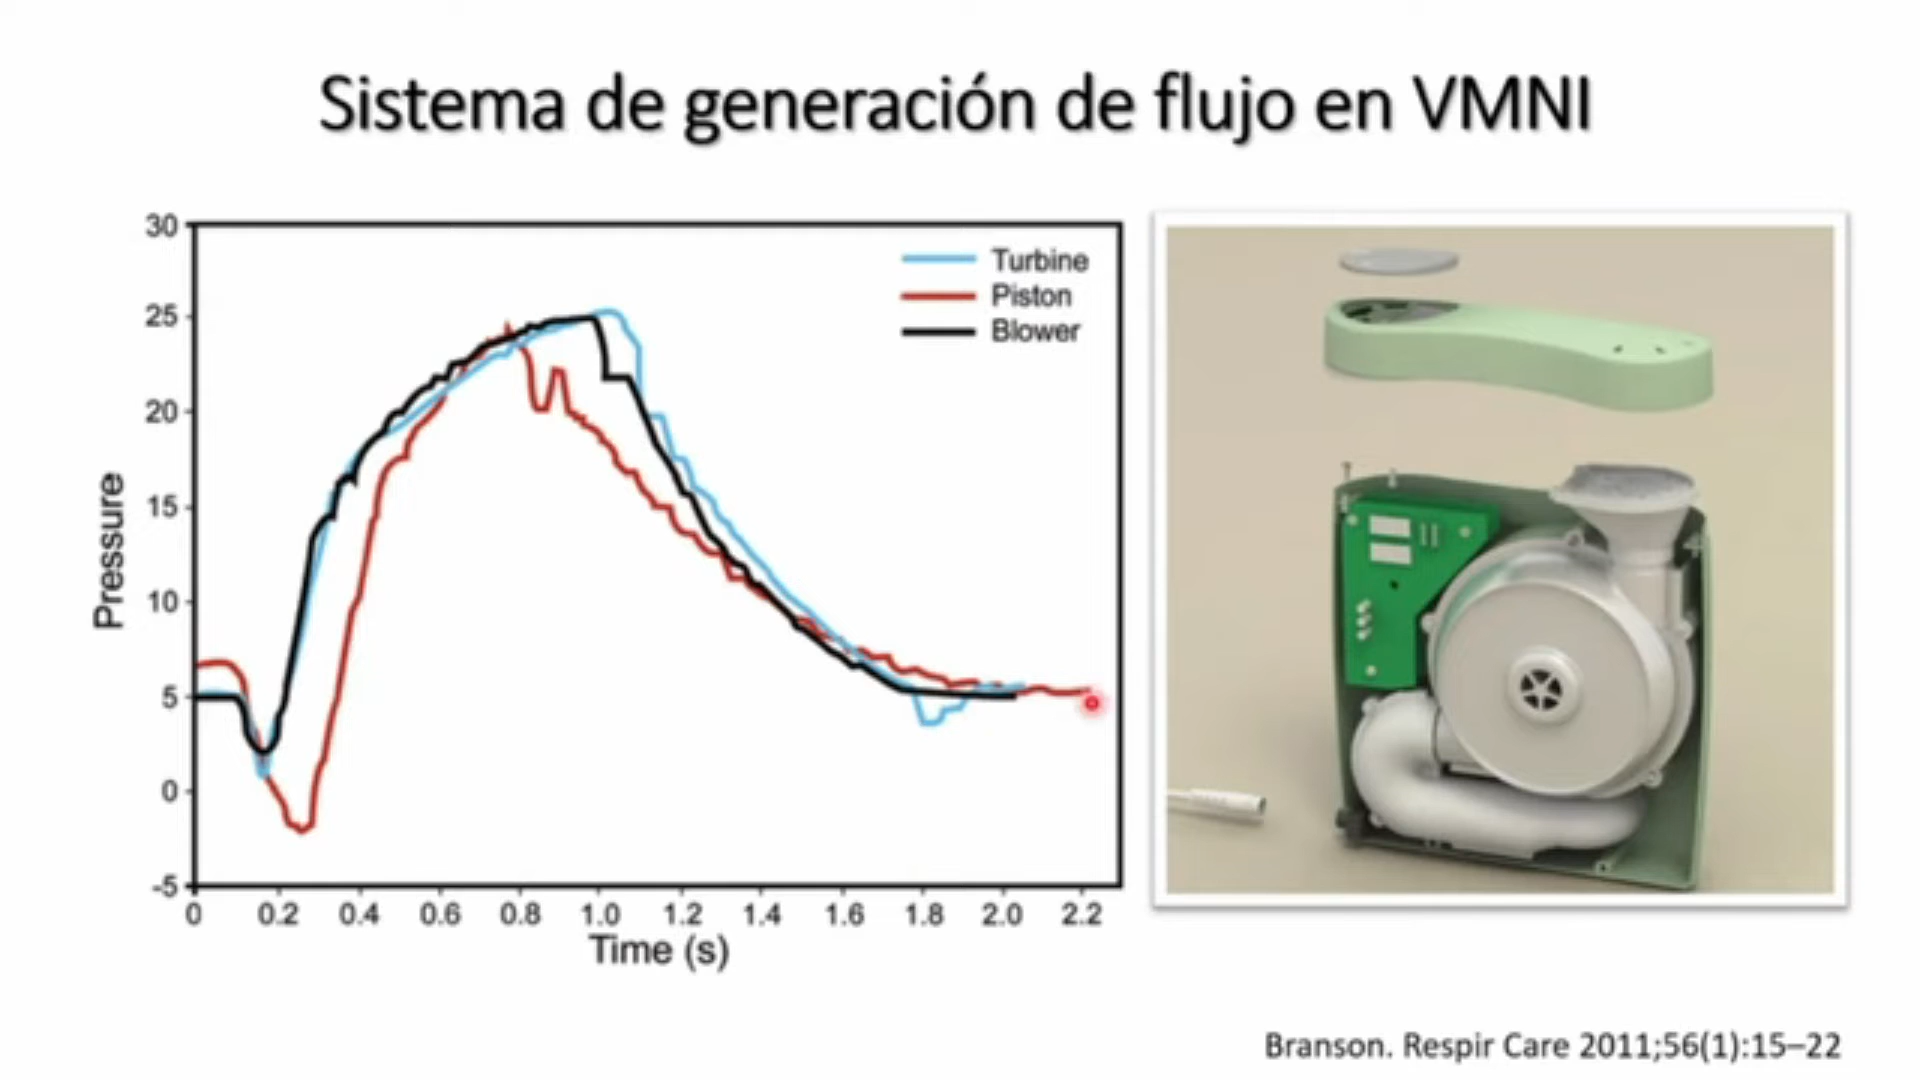 Sistema de generación de flujo en VMNI
30
25
20
15
10
5
0
-5
Pressure
Turbine
Piston
Blower
0 0.2 0.4 0.6 0.8 1.0 1.2 1.4 1.6 1.8 2.0 2.2
Time (s)
Branson. Respir Care 2011;56(1):15–22